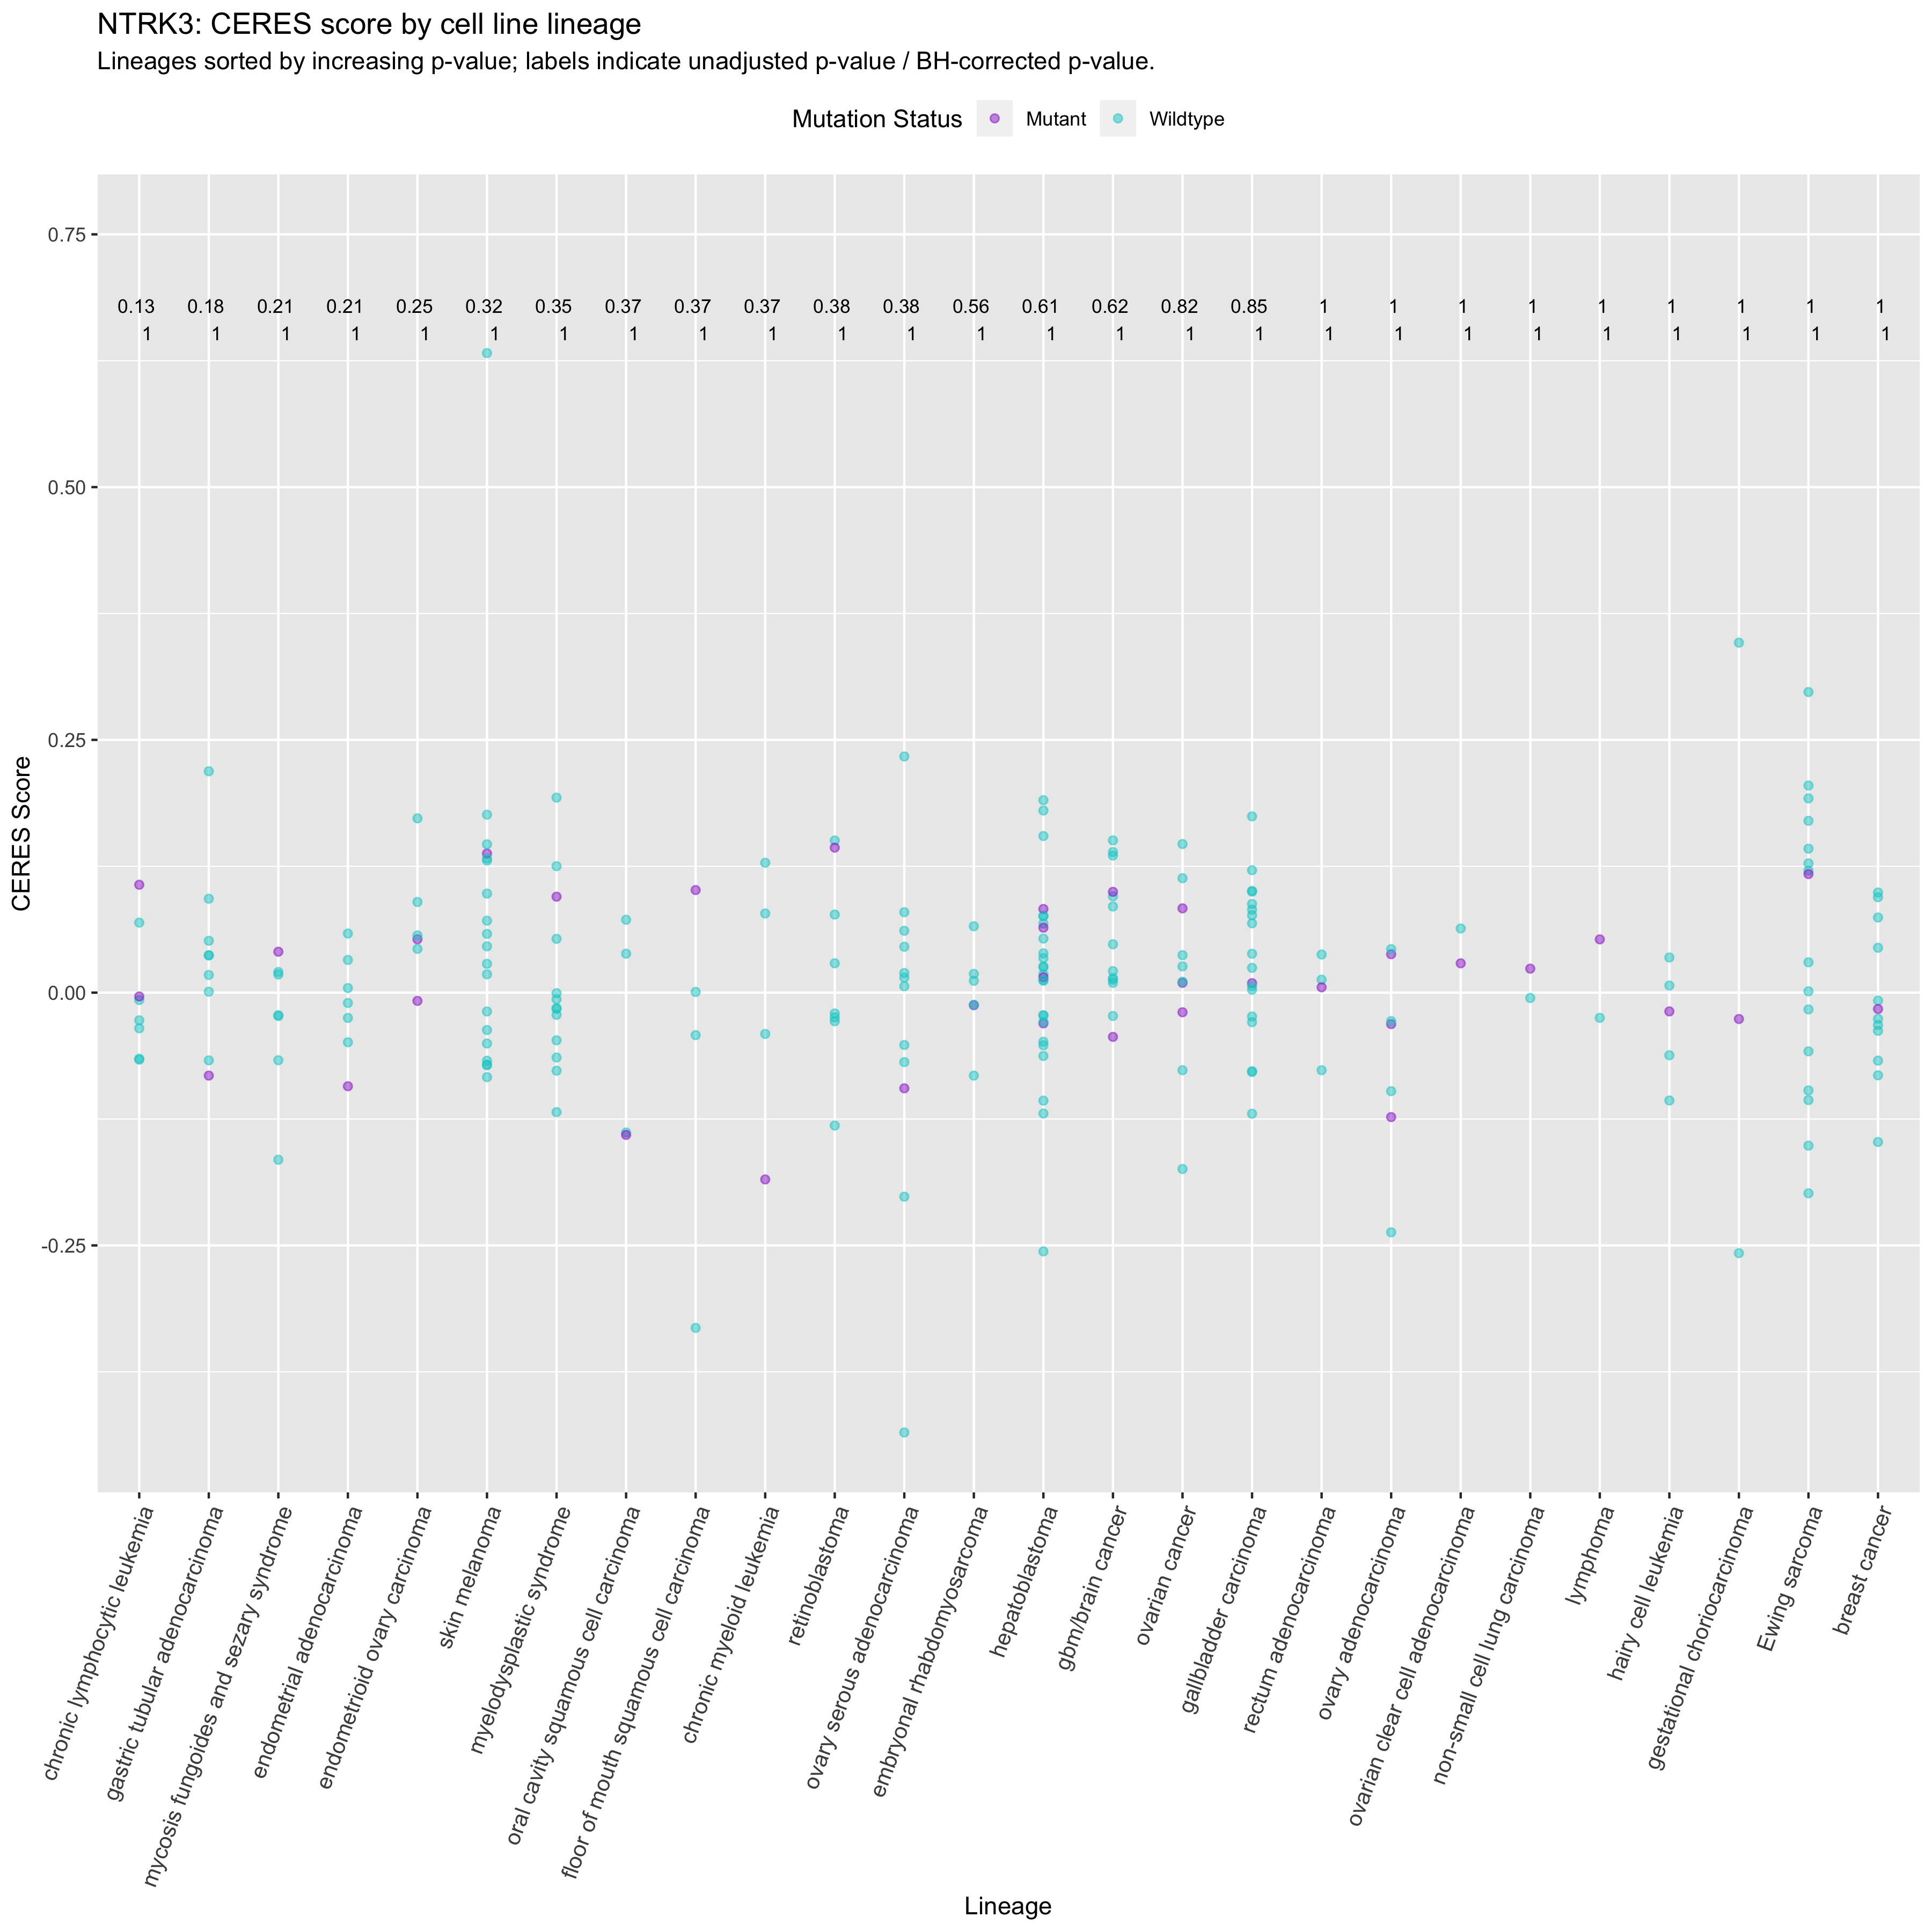 NTRK3: CERES score by cell line lineage
Lineages sorted by increasing p-value; labels indicate unadjusted p-value / BH-corrected p-value.
Mutation Status Mutant Wildtype
0.75
0.13 0.18 0.21 0.21 0.25 0.32 0.35 0.37 0.37 0.37 0.38 0.38 0.56 0.61 0.62 0.82 0.85 1 1 1 1 1 1 1 1 1
1 1 1 1 1 1 1 1 1 1 1 1 1 1 1 1 1 1 1 1 1 1 1 1 1 1
0.50
0.25
0.00
-0.25
CERES Score
chronic lymphocytic leukemia
gastric tubular adenocarcinoma
mycosis fungoides and sezary syndrome
endometrial adenocarcinoma
endometrioid ovary carcinoma
skin melanoma
myelodysplastic syndrome
oral cavity squamous cell carcinoma
floor of mouth squamous cell carcinoma
chronic myeloid leukemia
retinoblastoma
ovary serous adenocarcinoma
embryonal rhabdomyosarcoma
hepatoblastoma
gbm/brain cancer
ovarian cancer
gallbladder carcinoma
rectum adenocarcinoma
ovary adenocarcinoma
ovarian clear cell adenocarcinoma
non-small cell lung carcinoma
lymphoma
hairy cell leukemia
gestational choriocarcinoma
Ewing sarcoma
breast cancer
Lineage